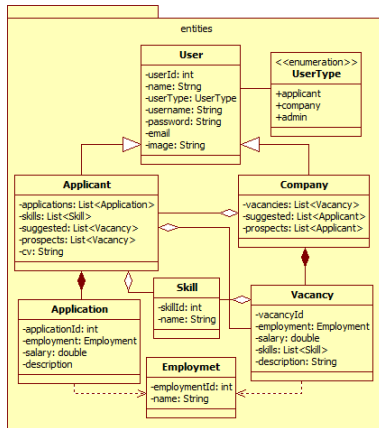 entities
User
-userId: int
-name: Strng
-userType: UserType
-username: String
-password: String
-email
-image: String
<<enumeration>>
UserType
+applicant
+company
+admin
Applicant
-applications: List<Application>
-skills: List<Skill>
-suggested: List<Vacancy>
-prospects: List<Vacancy>
-cv: String
Company
-vacancies: List<Vacancy>
-suggested: List<Applicant>
-prospects: List<Applicant>
Skill
-skillId: int
-name: String
Application
-applicationId: int
-employment: Employment
-salary: double
-description
Vacancy
-vacancyId
-employment: Employment
-salary: double
-skills: List<Skill>
-description: String
Employmet
-employmentId: int
-name: String